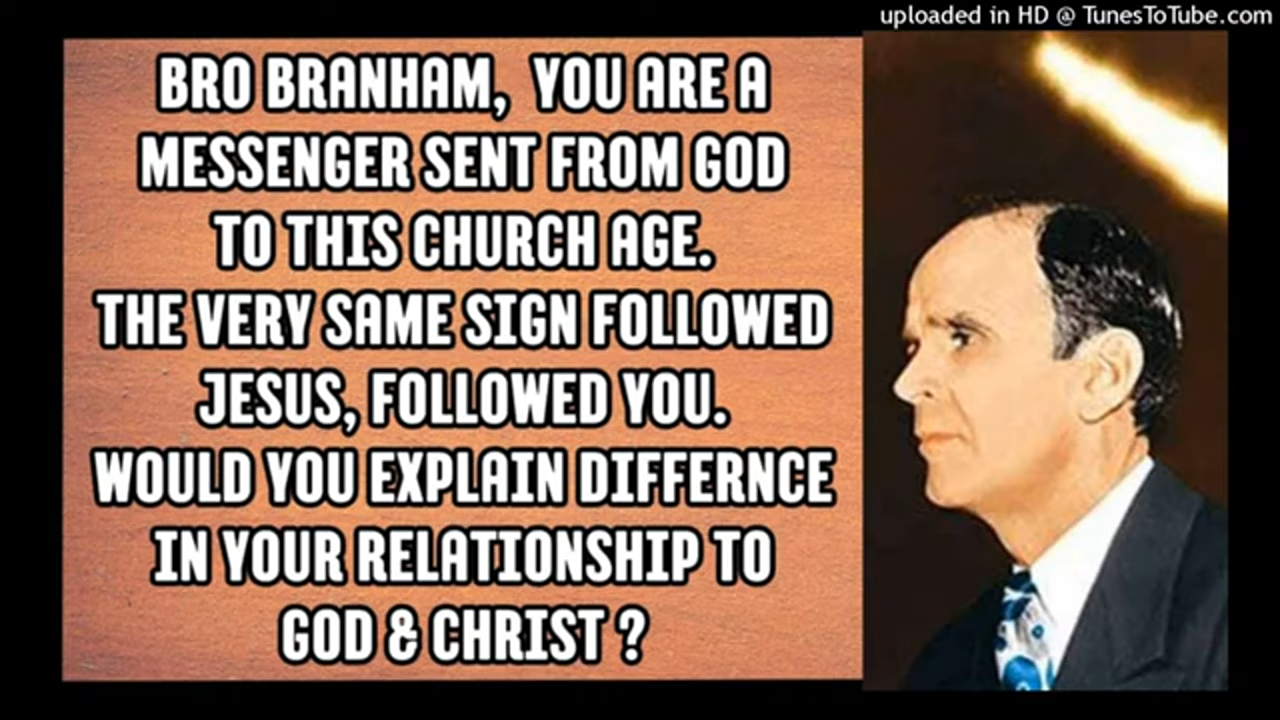 uploaded in HD @ TunesToTube.com
BRO BRANHAM, YOU ARE A
MESSENGER SENT FROM GOD
TO THIS CHURCH AGE.
THE VERY SAME SIGN FOLLOWED
JESUS, FOLLOWED YOU.
WOULD YOU EXPLAIN DIFFERNCE
IN YOUR RELATIONSHIP TO
GOD & CHRIST ?